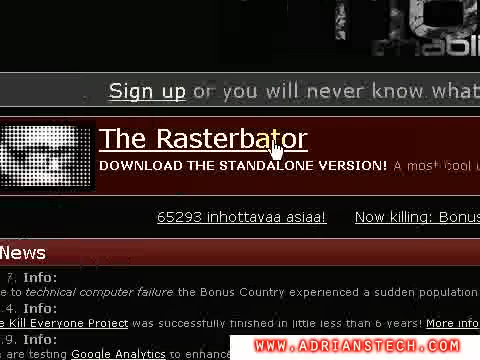 Sign up or you will never know what
The Rasterbator
DOWNLOAD THE STANDALONE VERSION! A most cool u
65293 inhottavaa asiaa! Now killing: Bonus
News
7. Info:
e to technical computer failure the Bonus Country experienced a sudden population
4. Info:
e Kill Everyone Project was successfully finished in little less than 6 years! More info
9. Info:
e are testing Google Analytics to enhance
WWW.ADRIANSTECH.COM